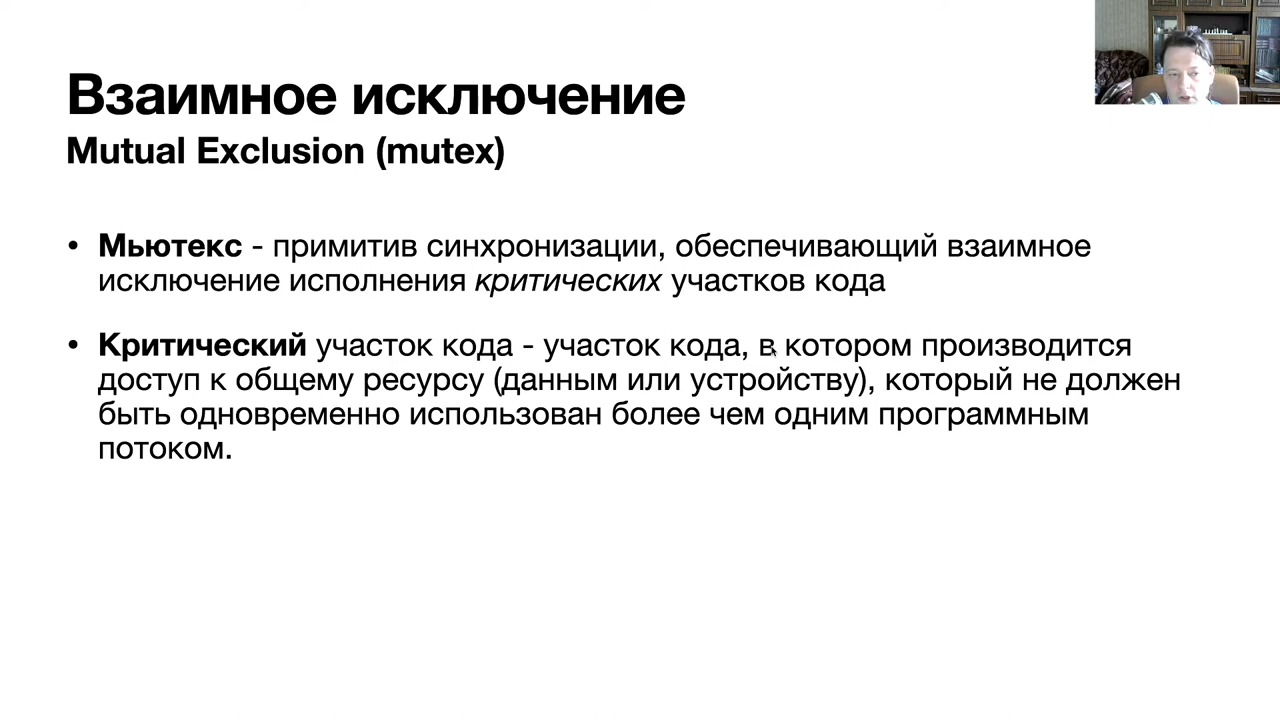 Взаимное исключение
Mutual Exclusion (mutex)
• Мьютекс - примитив синхронизации, обеспечивающий взаимное
исключение исполнения критических участков кода
• Критический участок кода - участок кода, в котором производится
доступ к общему ресурсу (данным или устройству), который не должен
быть одновременно использован более чем одним программным
потоком.